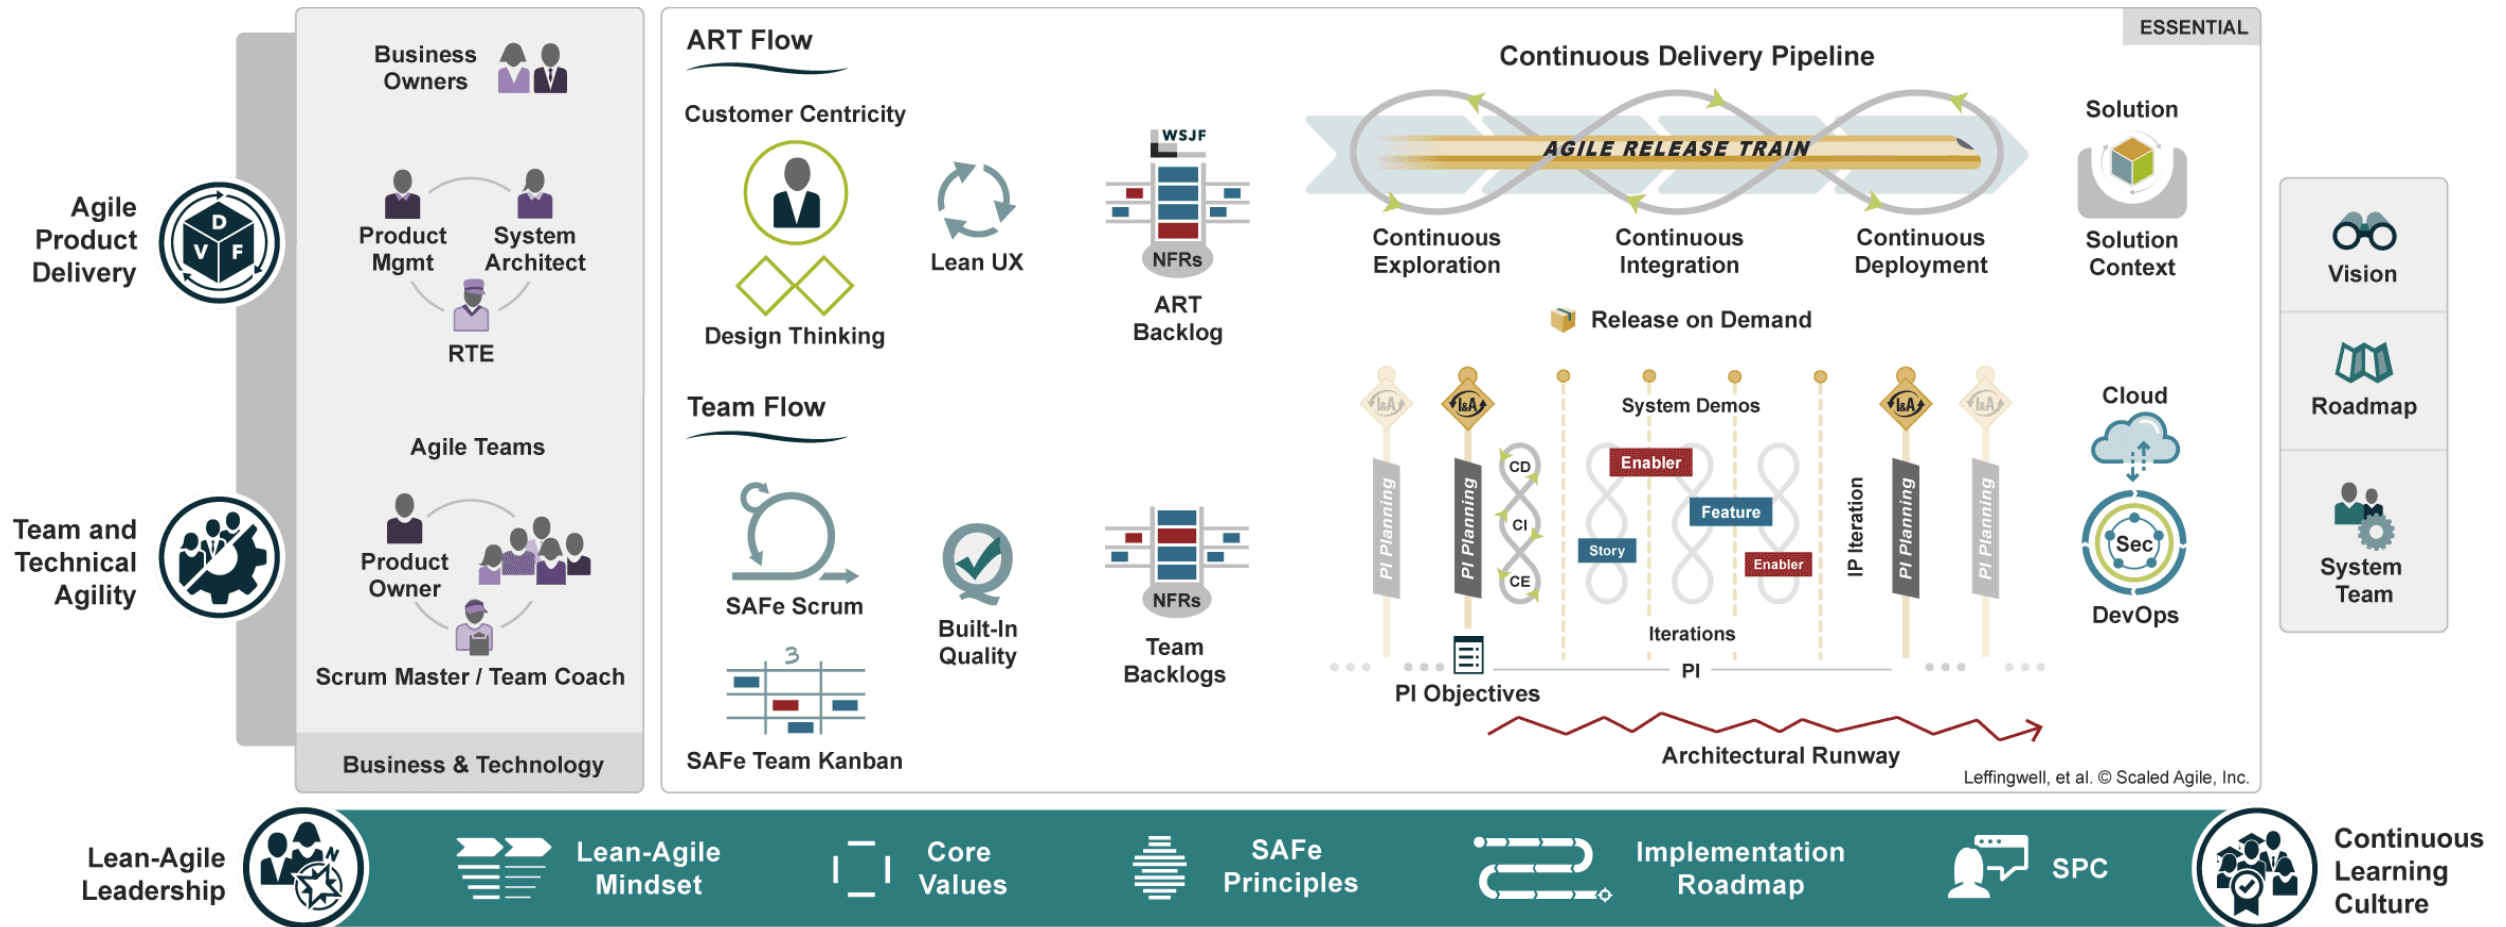 Business
Owners
Agile
Product
Delivery
D
V
F
Product
Mgmt
System
Architect
RTE
Team and
Technical
Agility
Agile Teams
Product
Owner
Scrum Master / Team Coach
Business & Technology
ESSENTIAL
ART Flow
Customer Centricity
Design Thinking
Lean UX
WSJF
NFRs
ART
Backlog
Continuous Delivery Pipeline
AGILE RELEASE TRAIN
Continuous
Exploration
Continuous
Integration
Continuous
Deployment
Release on Demand
Solution
Solution
Context
Team Flow
SAFe Scrum
3
SAFe Team Kanban
Built-In
Quality
NFRs
Team
Backlogs
I&A
I&A
System Demos
I&A
I&A
PI Planning
PI Planning
CD
CI
CE
Enabler
Feature
Story
Enabler
IP Iteration
PI Planning
PI Planning
Iterations
PI
PI Objectives
Architectural Runway
Cloud
Sec
DevOps
Leffingwell, et al. © Scaled Agile, Inc.
Vision
Roadmap
System
Team
Lean-Agile
Leadership
N
Lean-Agile
Mindset
Core
Values
SAFe
Principles
Implementation
Roadmap
SPC
Continuous
Learning
Culture